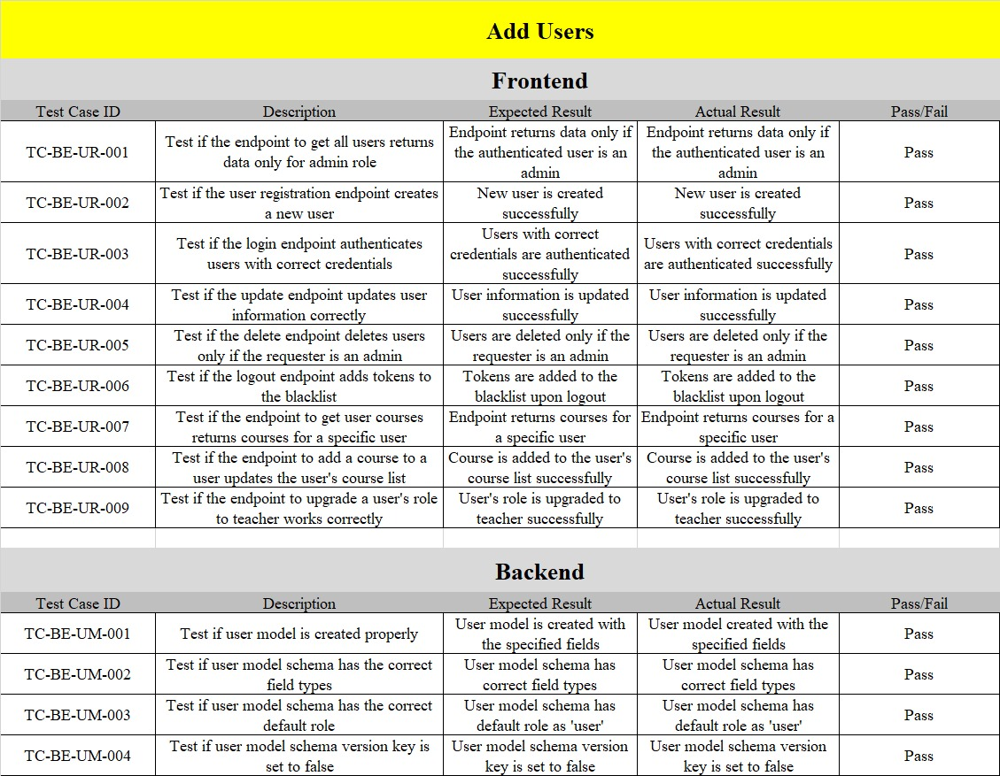 Add Users
Frontend
Test Case ID Description Expected Result Actual Result Pass/Fail
TC-BE-UR-001
Test if the endpoint to get all users returns
data only for admin role
Endpoint returns data only if
the authenticated user is an
admin
Endpoint returns data only if
the authenticated user is an
admin
Pass
TC-BE-UR-002
Test if the user registration endpoint creates
a new user
New user is created
successfully
New user is created
successfully
Pass
TC-BE-UR-003
Test if the login endpoint authenticates
users with correct credentials
Users with correct
credentials are authenticated
successfully
Users with correct credentials
are authenticated successfully
Pass
TC-BE-UR-004
Test if the update endpoint updates user
information correctly
User information is updated
successfully
User information is updated
successfully
Pass
TC-BE-UR-005
Test if the delete endpoint deletes users
only if the requester is an admin
Users are deleted only if the
requester is an admin
Users are deleted only if the
requester is an admin
Pass
TC-BE-UR-006
Test if the logout endpoint adds tokens to
the blacklist
Tokens are added to the
blacklist upon logout
Tokens are added to the
blacklist upon logout
Pass
TC-BE-UR-007
Test if the endpoint to get user courses
returns courses for a specific user
Endpoint returns courses for
a specific user
Endpoint returns courses for a
specific user
Pass
TC-BE-UR-008
Test if the endpoint to add a course to a
user updates the user's course list
Course is added to the user's
course list successfully
Course is added to the user's
course list successfully
Pass
TC-BE-UR-009
Test if the endpoint to upgrade a user's role
to teacher works correctly
User's role is upgraded to
teacher successfully
User's role is upgraded to
teacher successfully
Pass
Backend
Test Case ID Description Expected Result Actual Result Pass/Fail
TC-BE-UM-001
Test if user model is created properly
User model is created with
the specified fields
User model created with the
specified fields
Pass
TC-BE-UM-002
Test if user model schema has the correct
field types
User model schema has
correct field types
User model schema has
correct field types
Pass
TC-BE-UM-003
Test if user model schema has the correct
default role
User model schema has
default role as 'user'
User model schema has
default role as 'user'
Pass
TC-BE-UM-004
Test if user model schema version key is
set to false
User model schema version
key is set to false
User model schema version
key is set to false
Pass